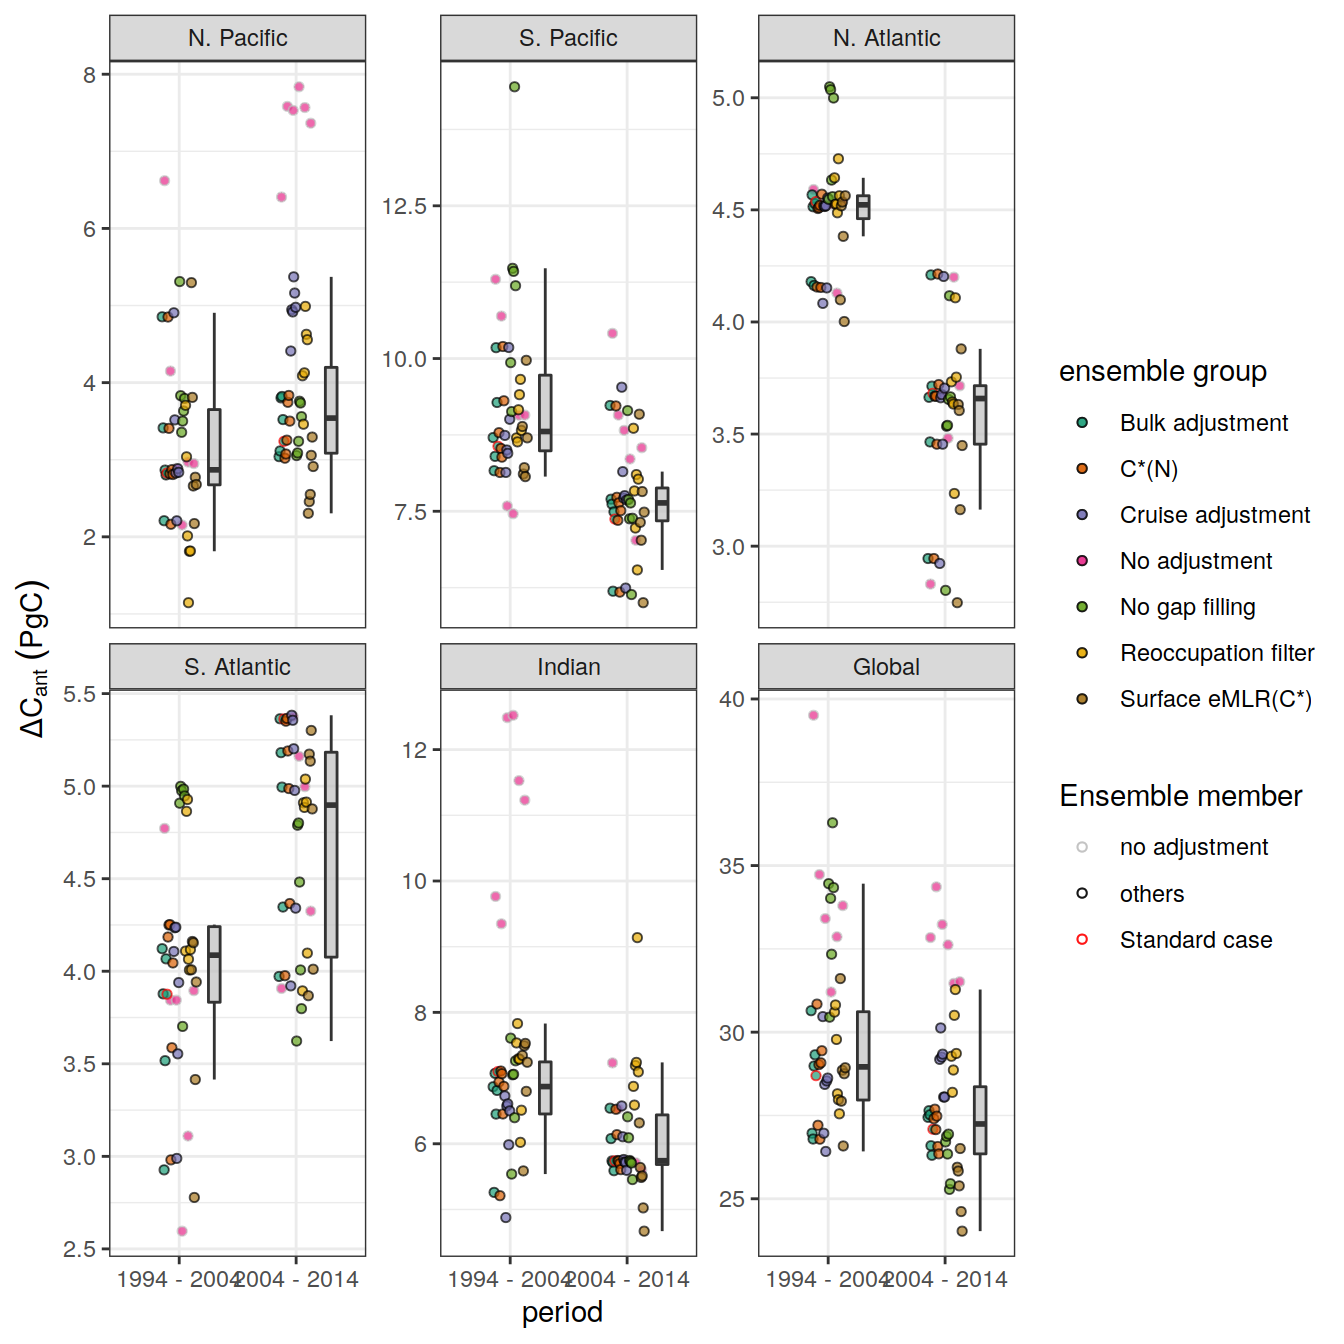 N. Pacific
S. Pacific
N. Atlantic
8
6
4
2
12.5
10.0
7.5
5.0
4.5
4.0
3.5
3.0
S. Atlantic
Indian
Global
5.5
5.0
4.5
4.0
3.5
3.0
2.5
12
10
8
6
40
35
30
25
1994 - 2004
2004 - 2014
1994 - 2004
2004 - 2014
1994 - 2004
2004 - 2014
period
ΔCant (PgC)
ensemble group
Bulk adjustment
C*(N)
Cruise adjustment
No adjustment
No gap filling
Reoccupation filter
Surface eMLR(C*)
Ensemble member
no adjustment
others
Standard case